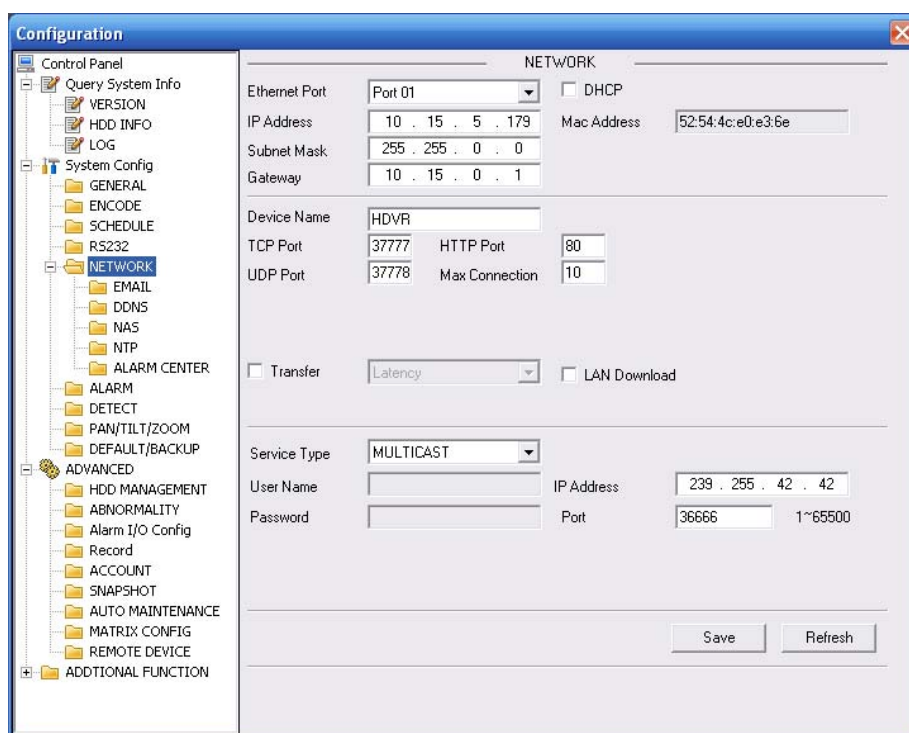 Configuration
Control Panel
Query System Info
VERSION
HDD INFO
LOG
System Config
GENERAL
ENCODE
SCHEDULE
RS232
NETWORK
EMAIL
DDNS
NAS
NTP
ALARM CENTER
ALARM
DETECT
PAN/TILT/ZOOM
DEFAULT/BACKUP
ADVANCED
HDD MANAGEMENT
ABNORMALITY
Alarm I/O Config
Record
ACCOUNT
SNAPSHOT
AUTO MAINTENANCE
MATRIX CONFIG
REMOTE DEVICE
ADDTIONAL FUNCTION
NETWORK
Ethernet Port Port 01 DHCP
IP Address 10 . 15 . 5 . 179 Mac Address 52:54:4c:e0:e3:6e
Subnet Mask 255 . 255 . 0 . 0
Gateway 10 . 15 . 0 . 1
Device Name HDVR
TCP Port 37777 HTTP Port 80
UDP Port 37778 Max Connection 10
Transfer Latency LAN Download
Service Type MULTICAST
User Name IP Address 239 . 255 . 42 . 42
Password Port 36666 1~65500
Save Refresh